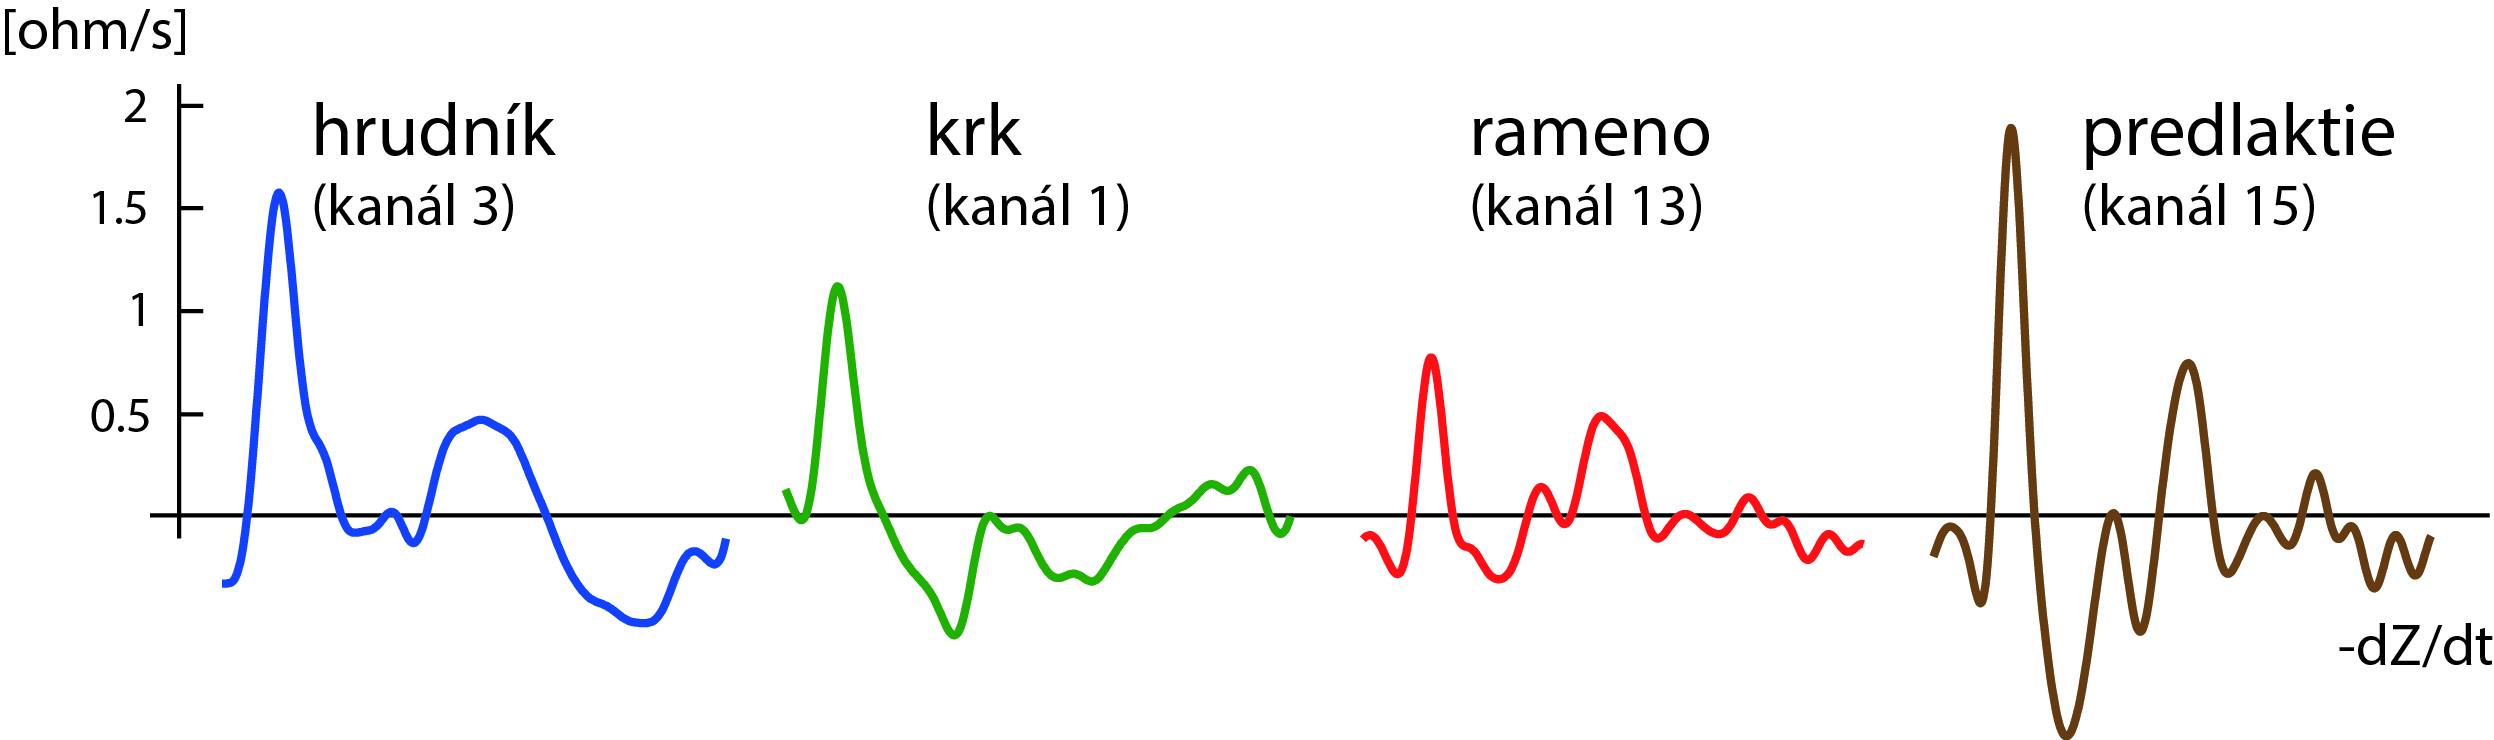 [ohm/s]
2
1.5
1
0.5
hrudník
(kanál 3)
krk
(kanál 1)
rameno
(kanál 13)
predlaktie
(kanál 15)
-dZ/dt